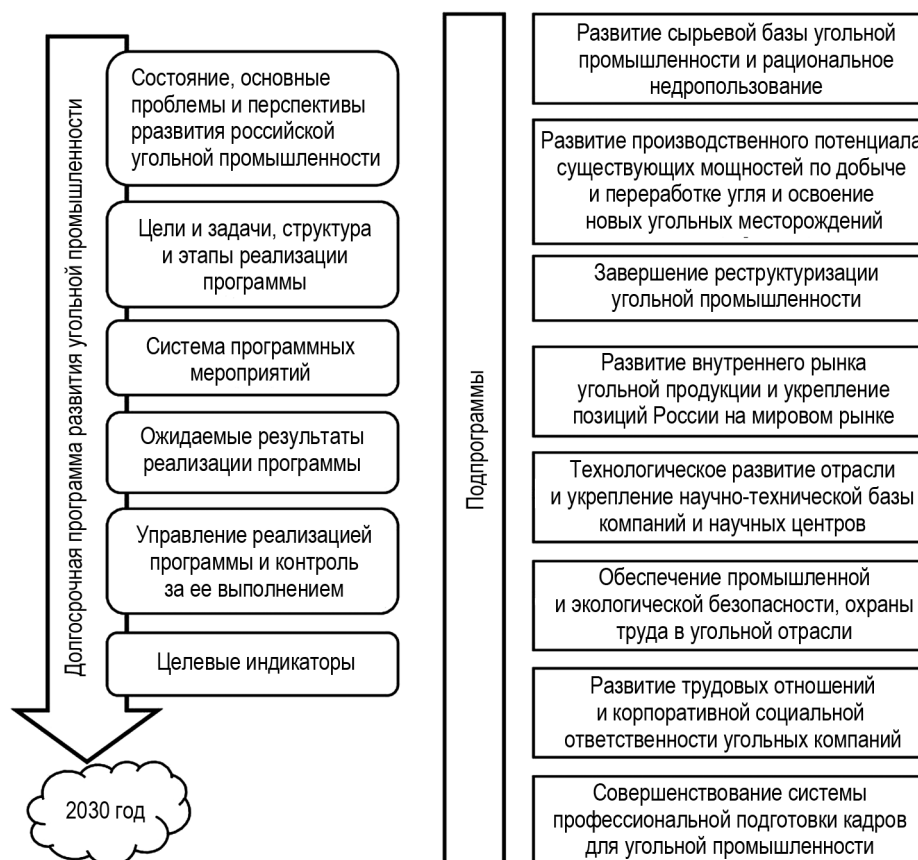 Долгосрочная программа развития угольной промышленности
Состояние, основные
проблемы и перспективы
рразвития российской
угольной промышленности
Цели и задачи, структура
и этапы реализации
программы
Система программных
мероприятий
Ожидаемые результаты
реализации программы
Управление реализацией
программы и контроль
за ее выполнением
Целевые индикаторы
2030 год
Подпрограммы
Развитие сырьевой базы угольной
промышленности и рациональное
недропользование
Развитие производственного потенциала
существующих мощностей по добыче
и переработке угля и освоение
новых угольных месторождений
Завершение реструктуризации
угольной промышленности
Развитие внутреннего рынка
угольной продукции и укрепление
позиций России на мировом рынке
Технологическое развитие отрасли
и укрепление научно-технической базы
компаний и научных центров
Обеспечение промышленной
и экологической безопасности, охраны
труда в угольной отрасли
Развитие трудовых отношений
и корпоративной социальной
ответственности угольных компаний
Совершенствование системы
профессиональной подготовки кадров
для угольной промышленности